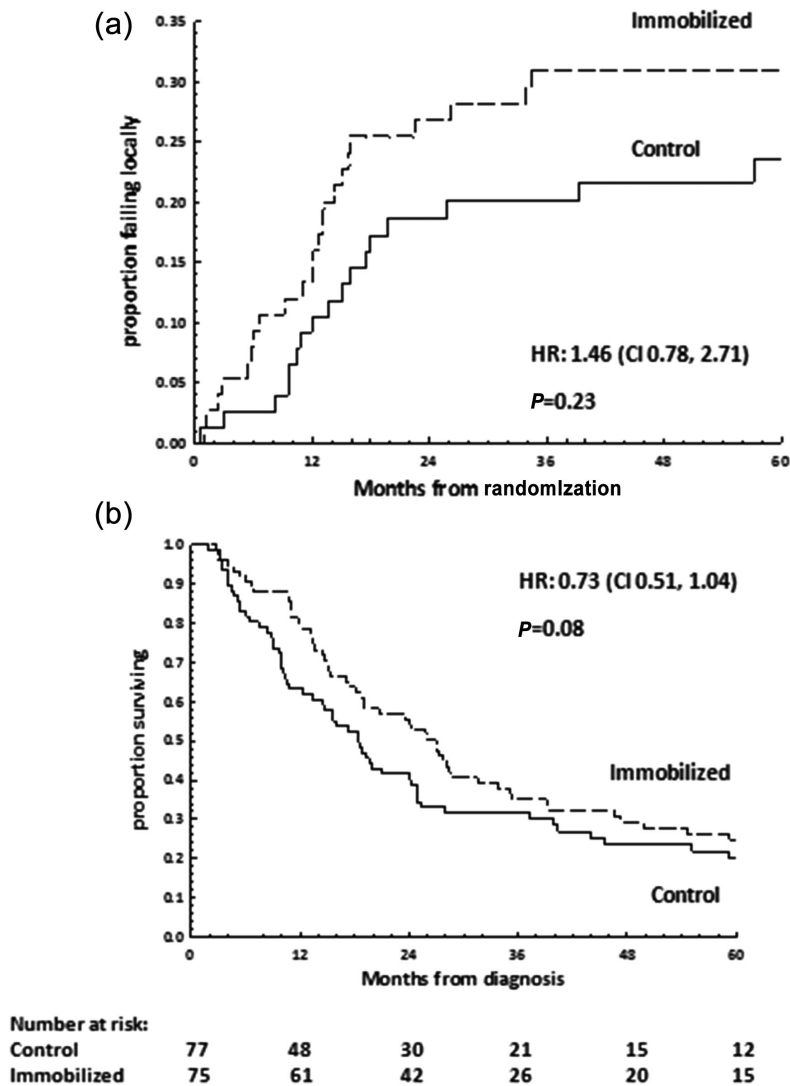 (a)
0.35
Immobilized
0.30
0.25
Control
0.20
0.15
0.10
HR: 1.46 (CI 0.78, 2.71)
0.05
P=0.23
0.00
0 12 24 36 48 60
proportion failing locally
Months from randomIzation
(b)
1.0
0.9
HR: 0.73 (CI 0.51, 1.04)
0.8
P=0.08
0.7
0.6
0.5
0.4
Immobilized
0.3
0.2
0.1
Control
0.0
0 12 24 36 48 60
proportion surviving
Months from diagnosis
Number at risk:
Control 77 48 30 21 15 12
Immobilized 75 61 42 26 20 15